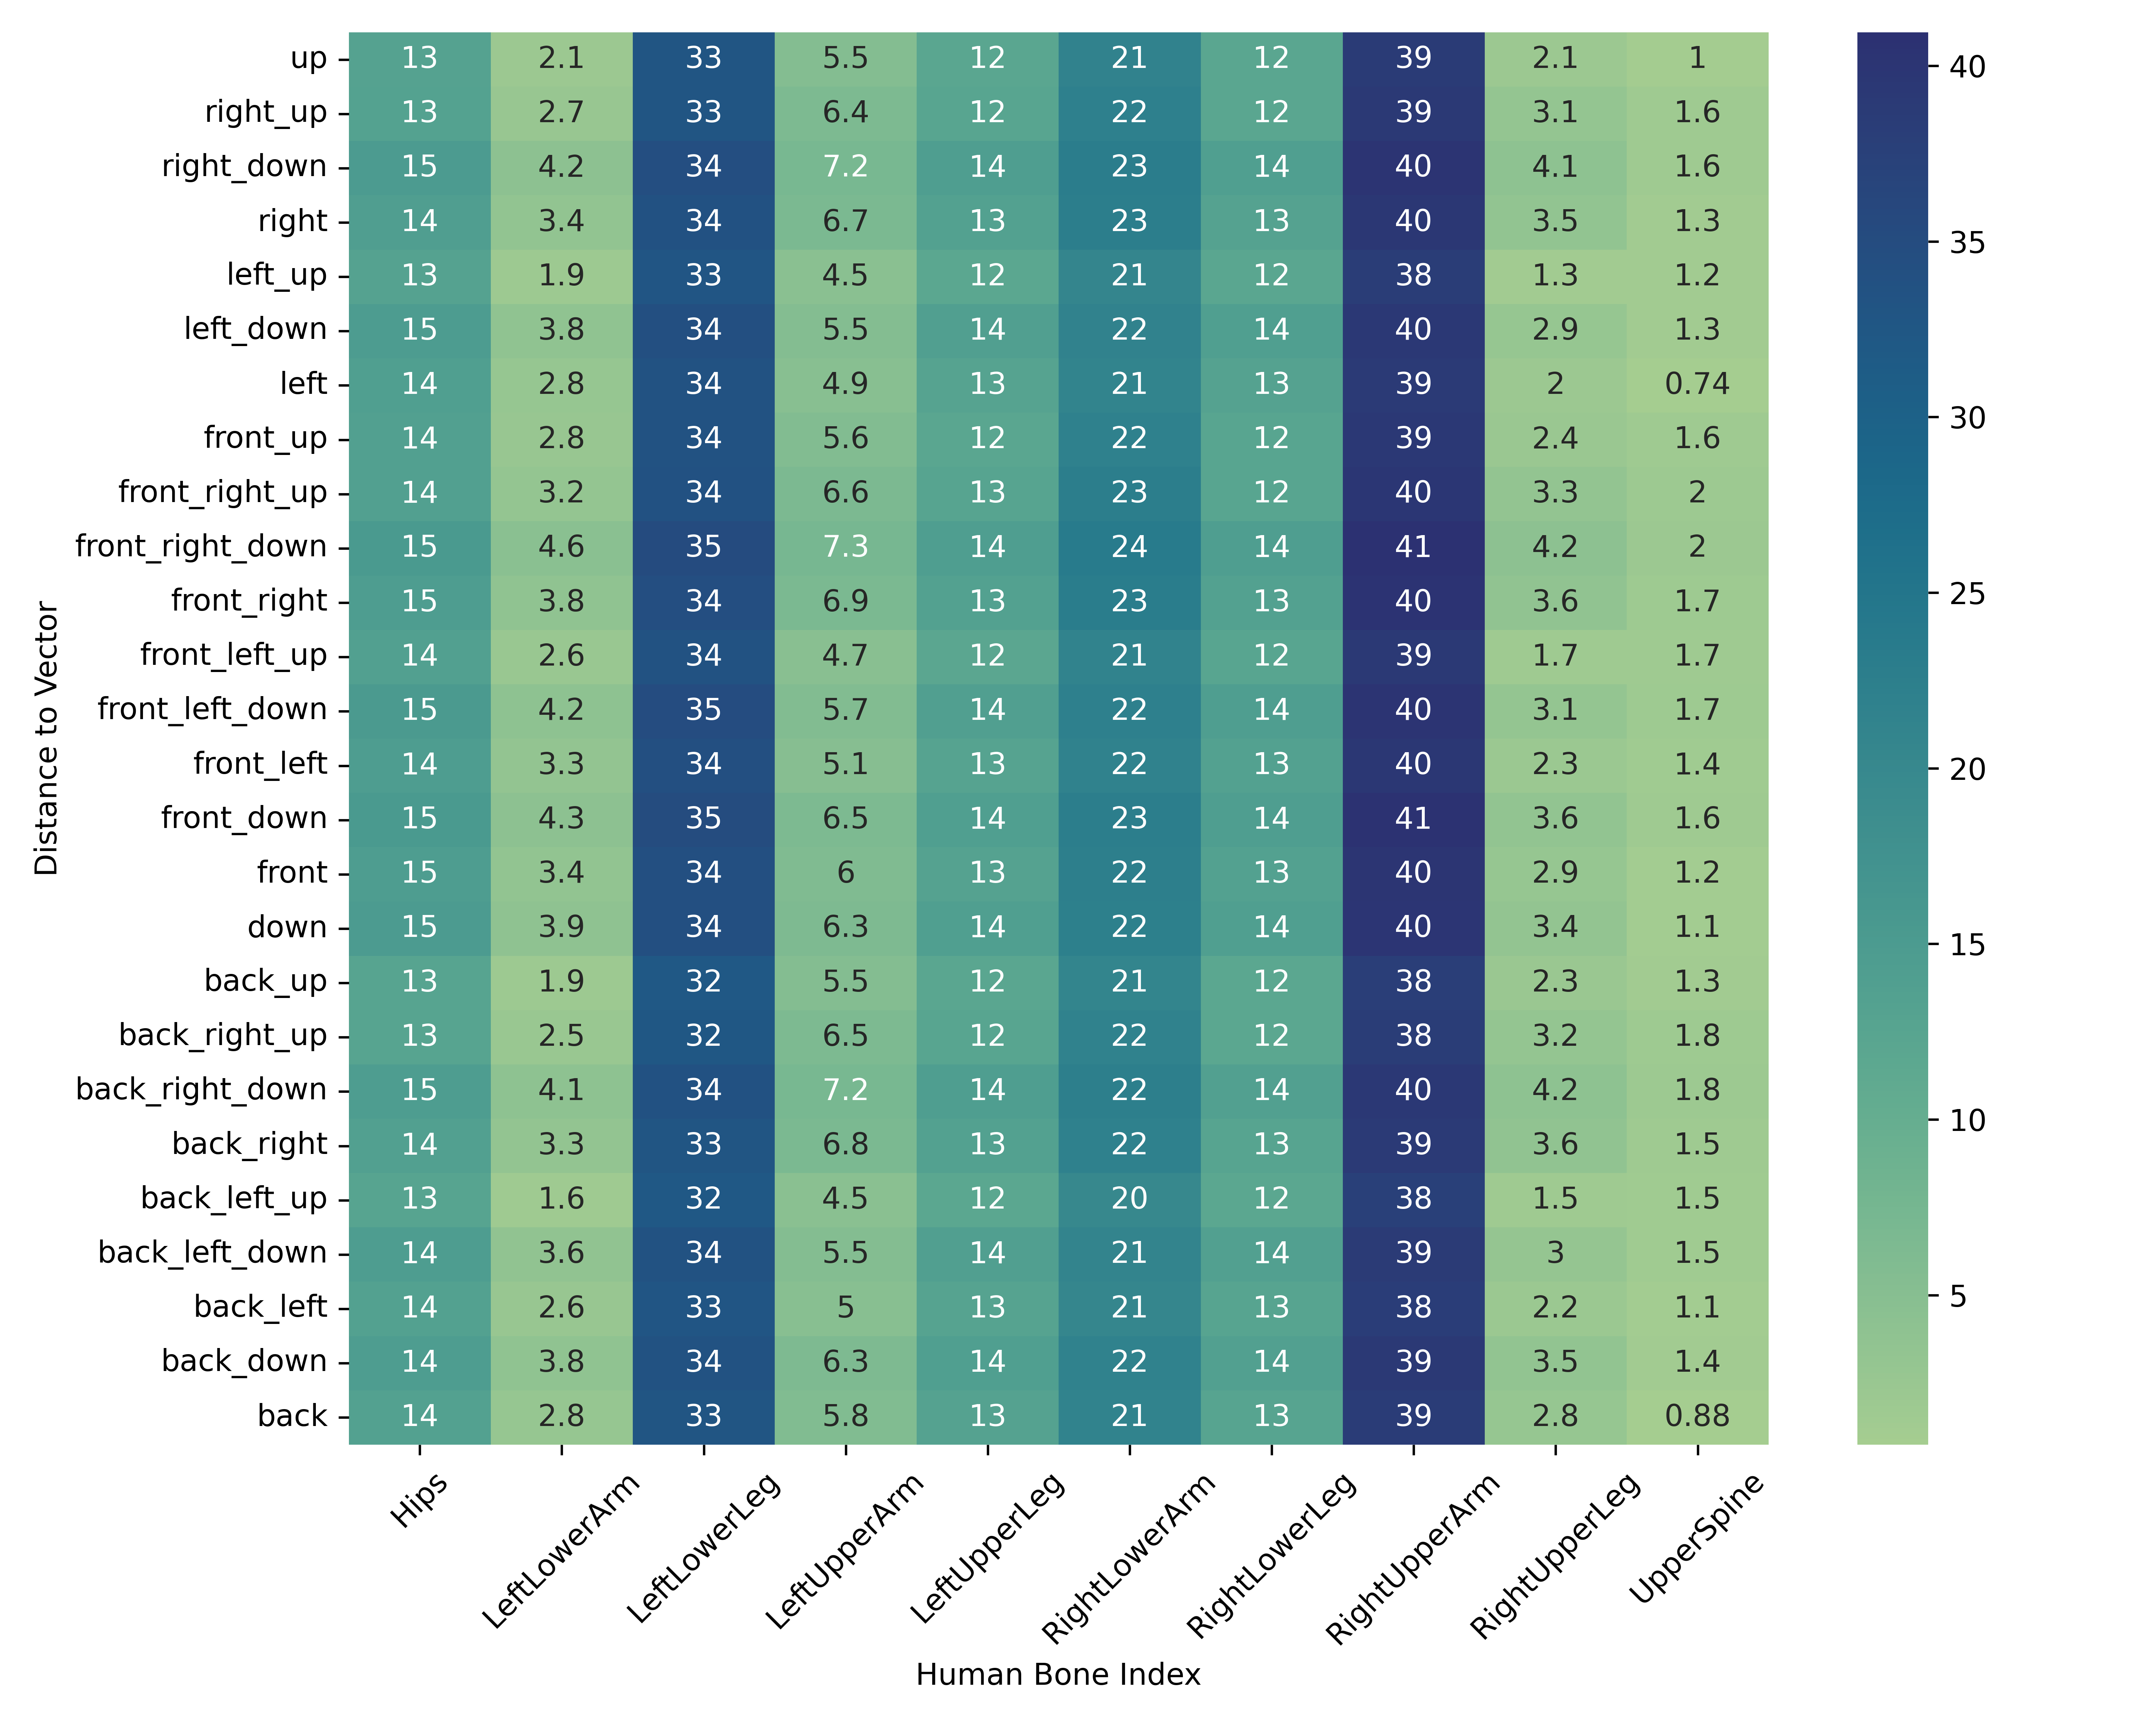 up 13 2.1 33 5.5 12 21 12 39 2.1 1
right_up 13 2.7 33 6.4 12 22 12 39 3.1 1.6
right_down 15 4.2 34 7.2 14 23 14 40 4.1 1.6
right 14 3.4 34 6.7 13 23 13 40 3.5 1.3
left_up 13 1.9 33 4.5 12 21 12 38 1.3 1.2
left_down 15 3.8 34 5.5 14 22 14 40 2.9 1.3
left 14 2.8 34 4.9 13 21 13 39 2 0.74
front_up 14 2.8 34 5.6 12 22 12 39 2.4 1.6
front_right_up 14 3.2 34 6.6 13 23 12 40 3.3 2
front_right_down 15 4.6 35 7.3 14 24 14 41 4.2 2
front_right 15 3.8 34 6.9 13 23 13 40 3.6 1.7
front_left_up 14 2.6 34 4.7 12 21 12 39 1.7 1.7
front_left_down 15 4.2 35 5.7 14 22 14 40 3.1 1.7
front_left 14 3.3 34 5.1 13 22 13 40 2.3 1.4
front_down 15 4.3 35 6.5 14 23 14 41 3.6 1.6
front 15 3.4 34 6 13 22 13 40 2.9 1.2
down 15 3.9 34 6.3 14 22 14 40 3.4 1.1
back_up 13 1.9 32 5.5 12 21 12 38 2.3 1.3
back_right_up 13 2.5 32 6.5 12 22 12 38 3.2 1.8
back_right_down 15 4.1 34 7.2 14 22 14 40 4.2 1.8
back_right 14 3.3 33 6.8 13 22 13 39 3.6 1.5
back_left_up 13 1.6 32 4.5 12 20 12 38 1.5 1.5
back_left_down 14 3.6 34 5.5 14 21 14 39 3 1.5
back_left 14 2.6 33 5 13 21 13 38 2.2 1.1
back_down 14 3.8 34 6.3 14 22 14 39 3.5 1.4
back 14 2.8 33 5.8 13 21 13 39 2.8 0.88
Hips LeftLowerArm LeftLowerLeg LeftUpperArm LeftUpperLeg RightLowerArm RightLowerLeg RightUpperArm RightUpperLeg UpperSpine
Human Bone Index
Distance to Vector
40
35
30
25
20
15
10
5